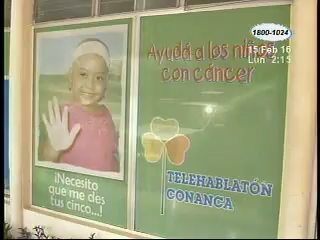 1800-1024
15 Feb 16
Lun 2:15
Ayudá a los niños
con cáncer
¡Necesito
que me des
tus cinco...!
TELEHABLATÓN
CONANCA